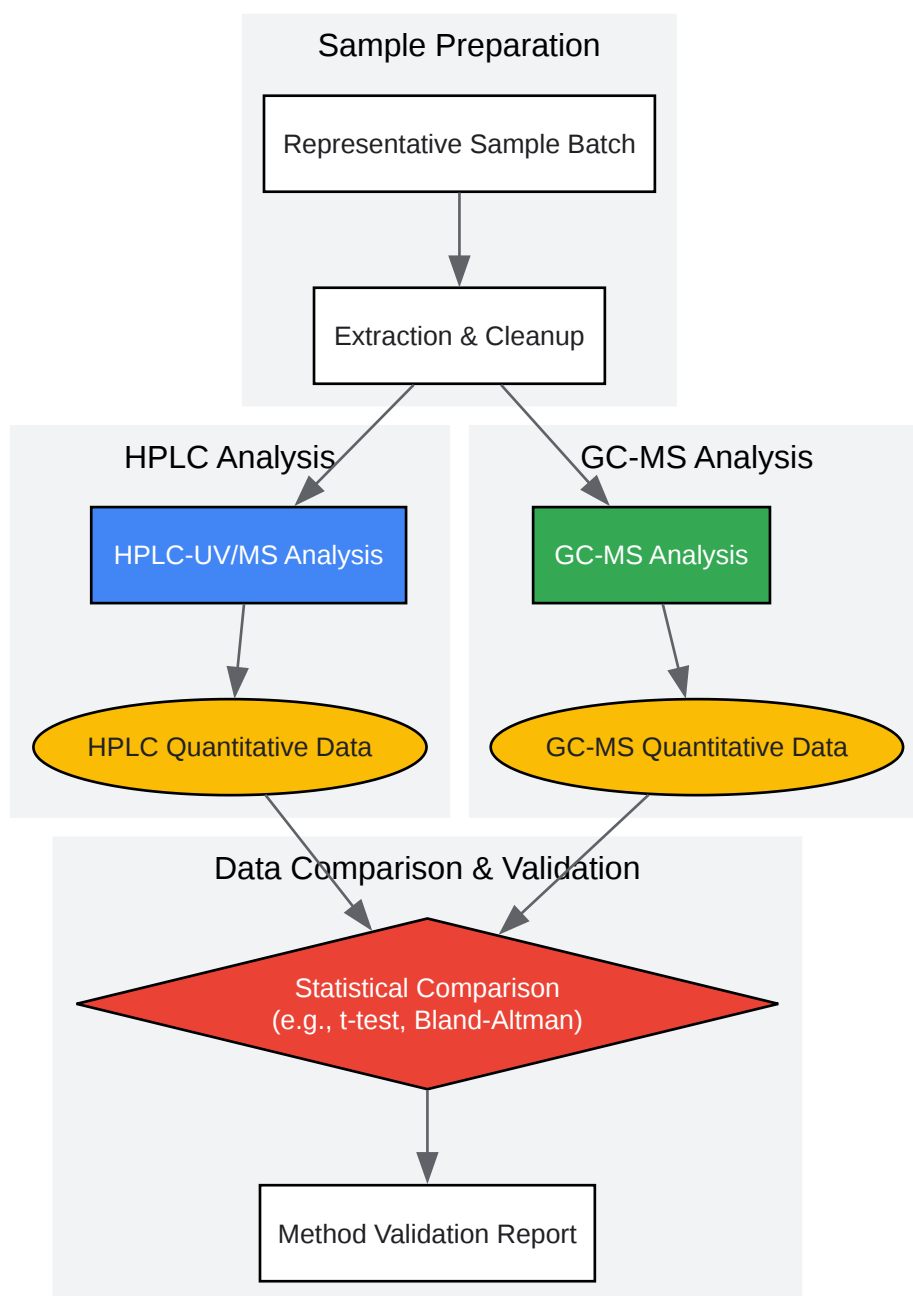 Sample Preparation
Representative Sample Batch
Extraction & Cleanup
HPLC Analysis
GC-MS Analysis
HPLC-UV/MS Analysis
GC-MS Analysis
HPLC Quantitative Data
GC-MS Quantitative Data
Data Comparison & Validation
Statistical Comparison
(e.g., t-test, Bland-Altman)
Method Validation Report